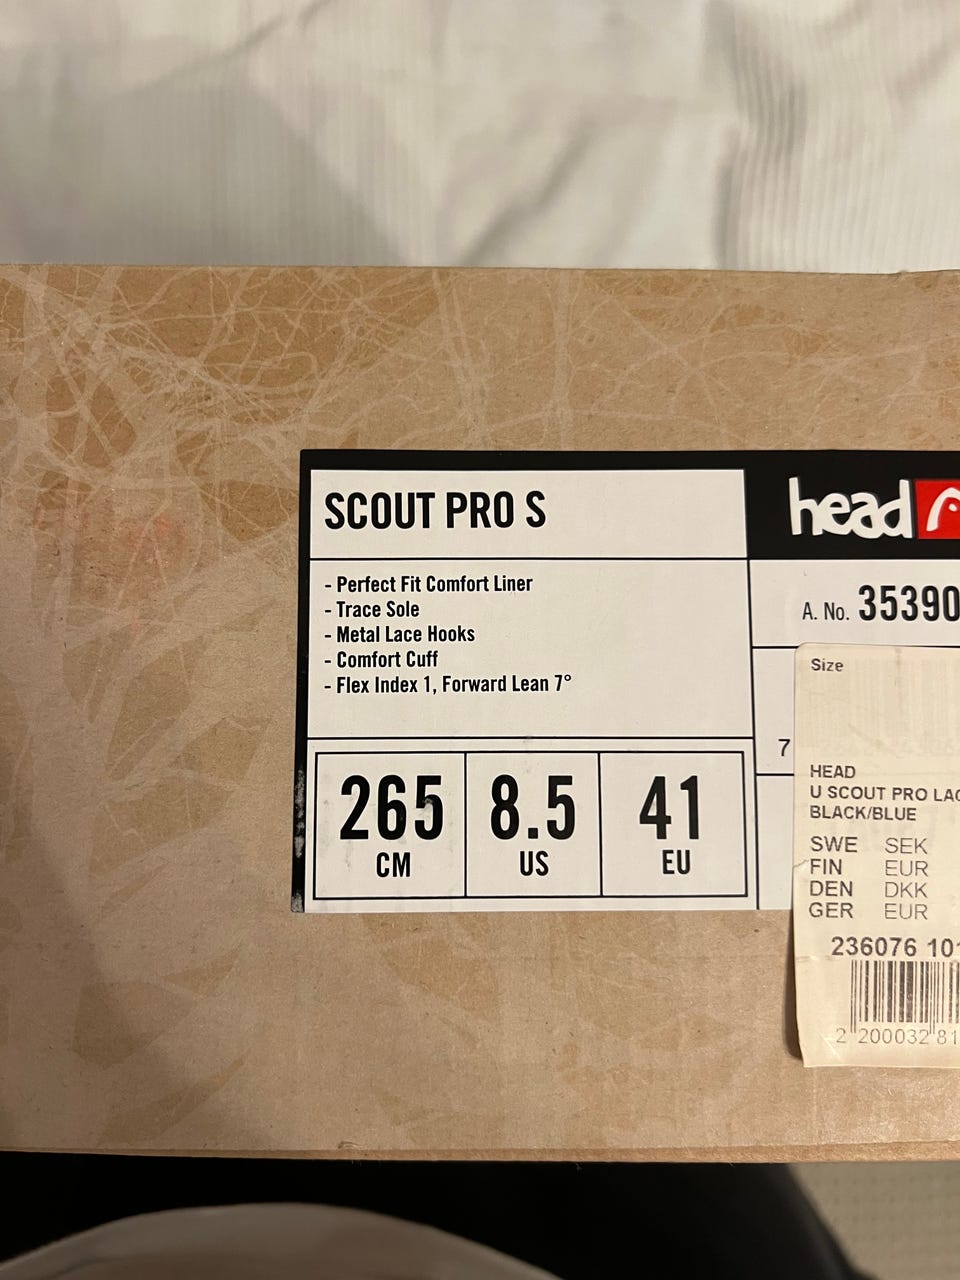 SCOUT PRO S
head
- Perfect Fit Comfort Liner
- Trace Sole
- Metal Lace Hooks
- Comfort Cuff
- Flex Index 1, Forward Lean 7°
A. No. 35390
265
CM
8.5
US
41
EU
7
Size
HEAD
U SCOUT PRO LAC
BLACK/BLUE
SWE SEK
FIN EUR
DEN DKK
GER EUR
236076 101
2 200032 81